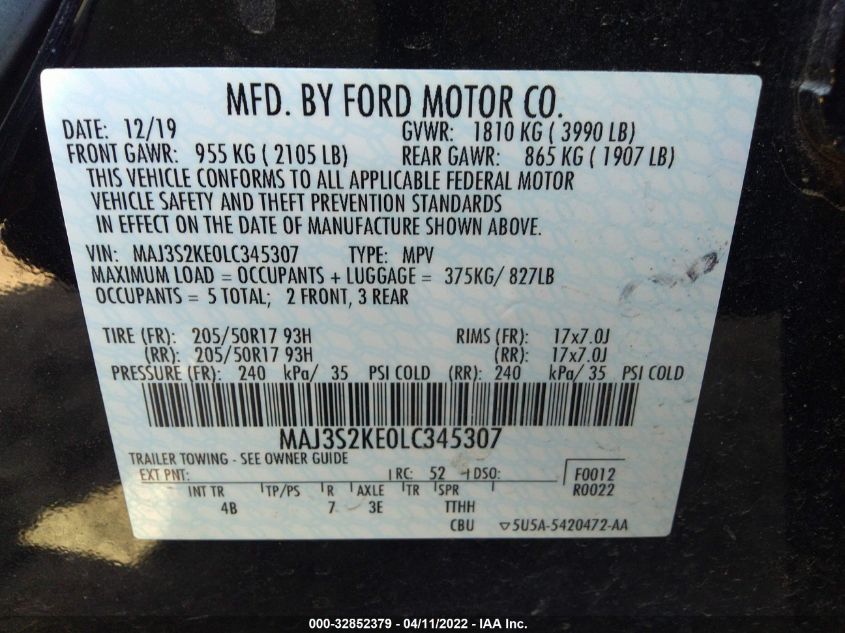 MFD. BY FORD MOTOR CO.
DATE: 12/19 GVWR: 1810 KG ( 3990 LB)
FRONT GAWR: 955 KG ( 2105 LB) REAR GAWR: 865 KG ( 1907 LB)
THIS VEHICLE CONFORMS TO ALL APPLICABLE FEDERAL MOTOR
VEHICLE SAFETY AND THEFT PREVENTION STANDARDS
IN EFFECT ON THE DATE OF MANUFACTURE SHOWN ABOVE.
VIN: MAJ3S2KE0LC345307 TYPE: MPV
MAXIMUM LOAD = OCCUPANTS + LUGGAGE = 375KG/ 827LB
OCCUPANTS = 5 TOTAL; 2 FRONT, 3 REAR
TIRE (FR): 205/50R17 93H RIMS (FR): 17x7.0J
(RR): 205/50R17 93H (RR): 17x7.0J
PRESSURE (FR): 240 kPa/ 35 PSI COLD (RR): 240 kPa/ 35 PSI COLD
MAJ3S2KE0LC345307
TRAILER TOWING - SEE OWNER GUIDE
EXT PNT: RC: 52 DSO: F0012
R0022
INT TR TP/PS R AXLE TR SPR
4B 7 3E TTHH
CBU ▽5U5A-5420472-AA
000-32852379 - 04/11/2022 - IAA Inc.